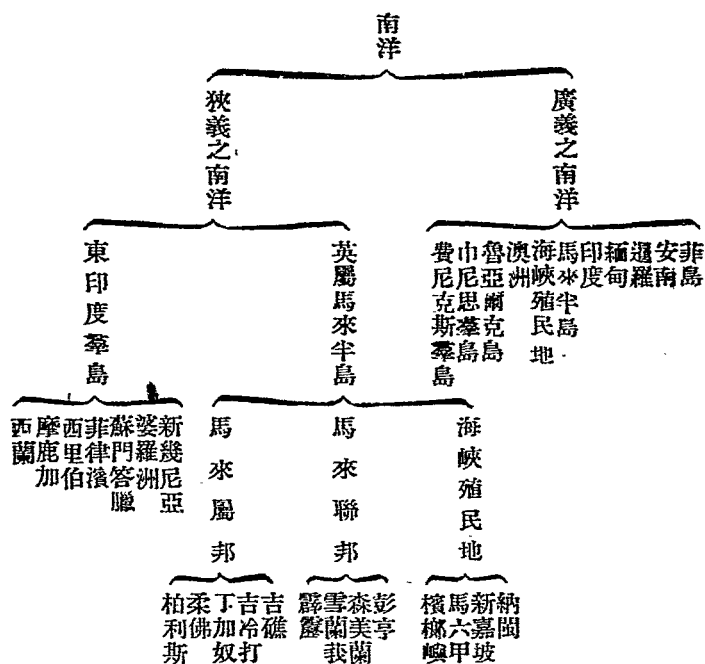 南洋
廣義之南洋
菲島
安南
暹羅
緬甸
印度
馬來半島
海峽殖民地
澳洲
魯亞爾克島
巾尼思羣島
費尼克斯羣島
狹義之南洋
英屬馬來半島
海峽殖民地
納閩
新嘉坡
馬六甲
檳榔嶼
馬來聯邦
彭亨
森美蘭
雪蘭莪
霹靂
馬來屬邦
吉礁
吉冷打
丁加奴
柔佛
柏利斯
東印度羣島
新幾尼亞
婆羅洲
蘇門答臘
菲律濱
西里伯
摩鹿加
西蘭